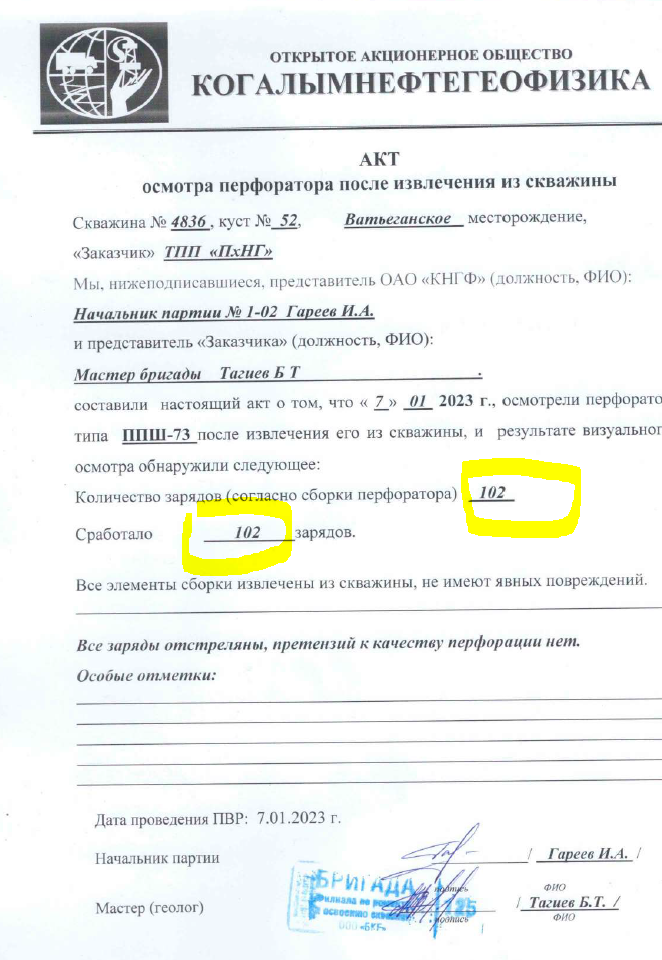 ОТКРЫТОЕ АКЦИОНЕРНОЕ ОБЩЕСТВО
КОГАЛЫМНЕФТЕГЕОФИЗИКА
АКТ
осмотра перфоратора после извлечения из скважины
Скважина № 4836 , куст № 52, Ватьеганское месторождение,
«Заказчик» ТПП «ПхНГ»
Мы, нижеподписавшиеся, представитель ОАО «КНГФ» (должность, ФИО):
Начальник партии № 1-02 Гареев И.А.
и представитель «Заказчика» (должность, ФИО):
Мастер бригады Тагиев Б Т .
составили настоящий акт о том, что « 7 » 01 2023 г., осмотрели перфорато
типа ППШ-73 после извлечения его из скважины, и результате визуальног
осмотра обнаружили следующее:
Количество зарядов (согласно сборки перфоратора) 102
Сработало 102 зарядов.
Все элементы сборки извлечены из скважины, не имеют явных повреждений.
Все заряды отстреляны, претензий к качеству перфорации нет.
Особые отметки:
Дата проведения ПВР: 7.01.2023 г.
Начальник партии / Гареев И.А. /
подпись ФИО
БРИГАДА
Мастер (геолог) / Тагиев Б.Т. /
подпись ФИО
ООО «БКЕ»